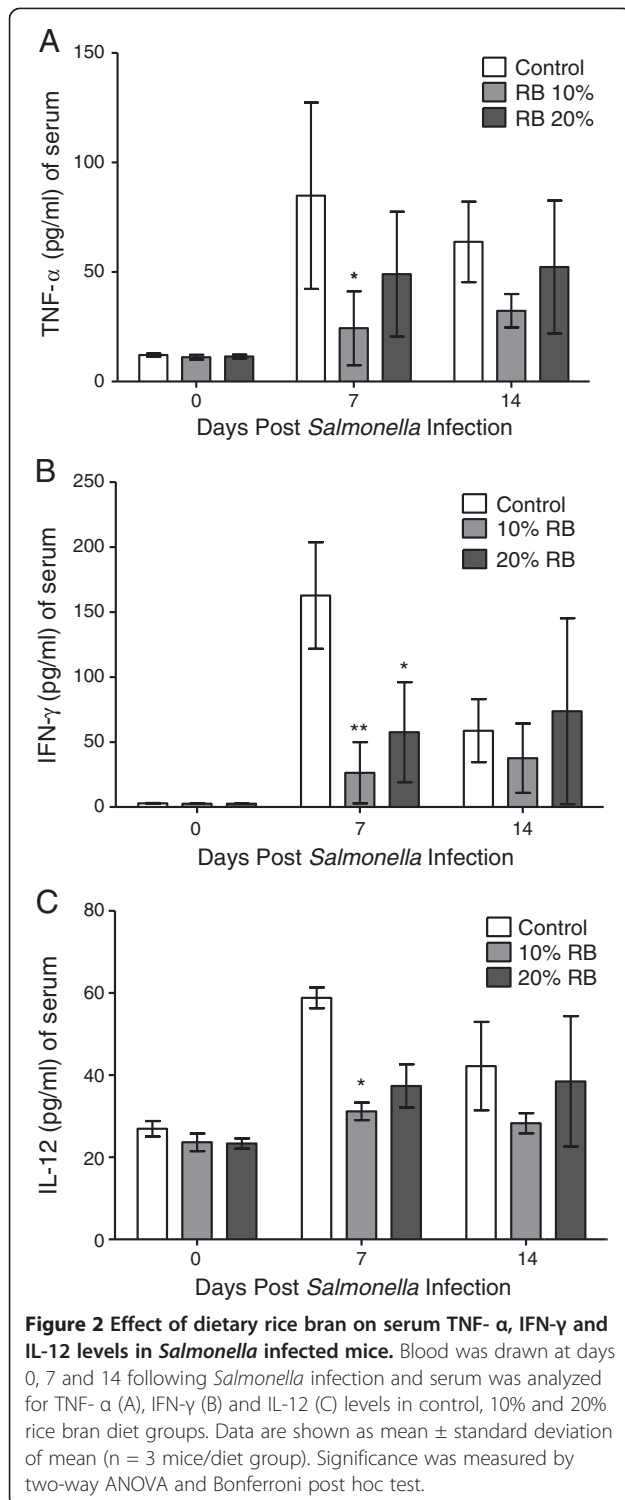 A
150
100
50
0
TNF-α (pg/ml) of serum
Control
RB 10%
RB 20%
*
0 7 14
Days Post Salmonella Infection
B
250
200
150
100
50
0
IFN-γ (pg/ml) of serum
Control
10% RB
20% RB
**
*
0 7 14
Days Post Salmonella Infection
C
80
60
40
20
0
IL-12 (pg/ml) of serum
Control
10% RB
20% RB
*
0 7 14
Days Post Salmonella Infection
Figure 2 Effect of dietary rice bran on serum TNF- α, IFN-γ and
IL-12 levels in Salmonella infected mice. Blood was drawn at days
0, 7 and 14 following Salmonella infection and serum was analyzed
for TNF- α (A), IFN-γ (B) and IL-12 (C) levels in control, 10% and 20%
rice bran diet groups. Data are shown as mean ± standard deviation
of mean (n = 3 mice/diet group). Significance was measured by
two-way ANOVA and Bonferroni post hoc test.